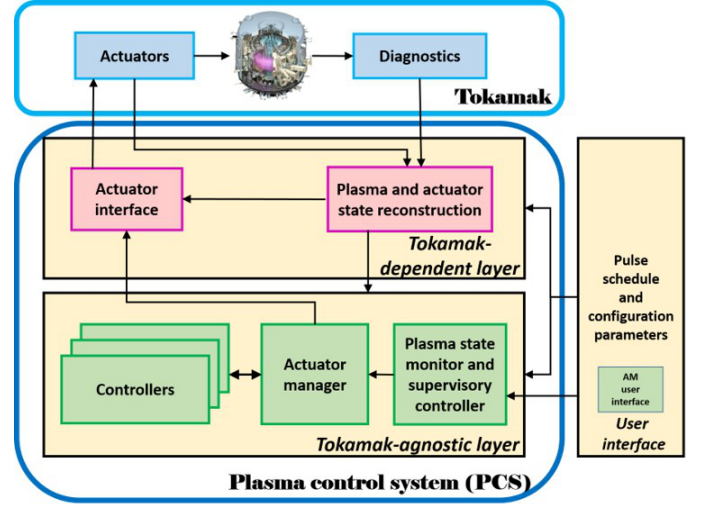 Actuators
Diagnostics
Tokamak
Actuator
interface
Plasma and actuator
state reconstruction
Tokamak-
dependent layer
Controllers
Actuator
manager
Plasma state
monitor and
supervisory
controller
Tokamak-agnostic layer
Plasma control system (PCS)
Pulse
schedule
and
configuration
parameters
AM
user
interface
User
interface